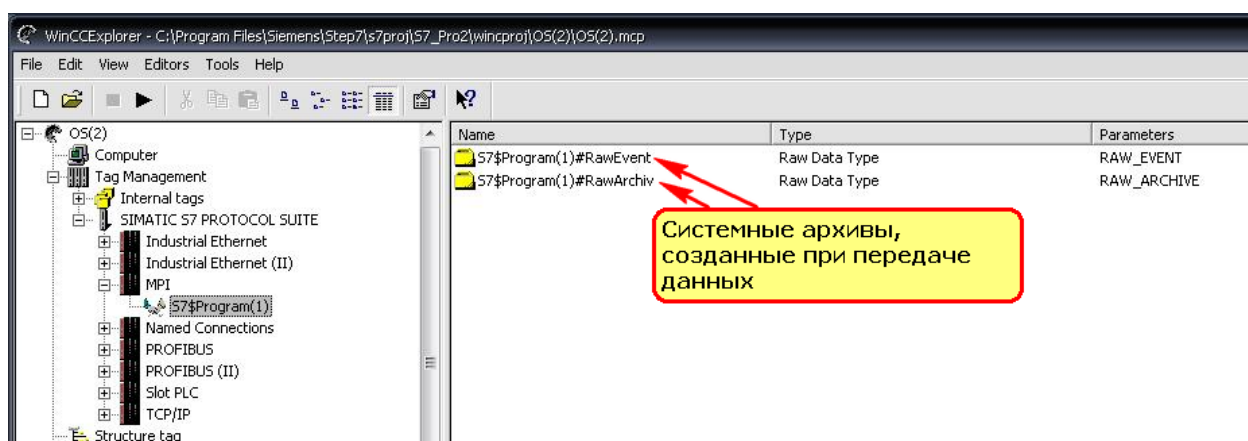 WinCCExplorer - C:\Program Files\Siemens\Step7\s7proj\S7_Pro2\wincproj\OS(2)\OS(2).mcp
File Edit View Editors Tools Help
OS(2)
Computer
Tag Management
Internal tags
SIMATIC S7 PROTOCOL SUITE
Industrial Ethernet
Industrial Ethernet (II)
MPI
S7$Program(1)
Named Connections
PROFIBUS
PROFIBUS (II)
Slot PLC
TCP/IP
Structure tag
Name Type Parameters
S7$Program(1)#RawEvent Raw Data Type RAW_EVENT
S7$Program(1)#RawArchiv Raw Data Type RAW_ARCHIVE
Системные архивы,
созданные при передаче
данных